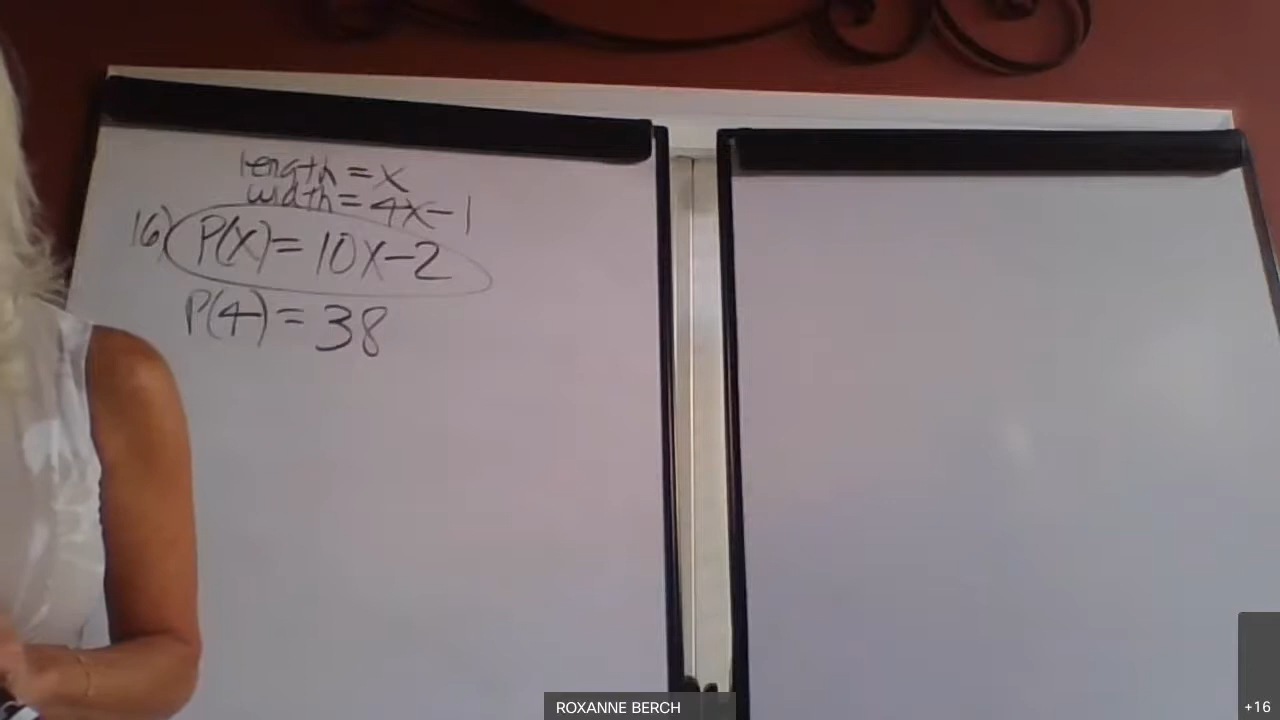 length = x
width = 4x-1
16) P(x) = 10x-2
P(4) = 38
ROXANNE BERCH
+16